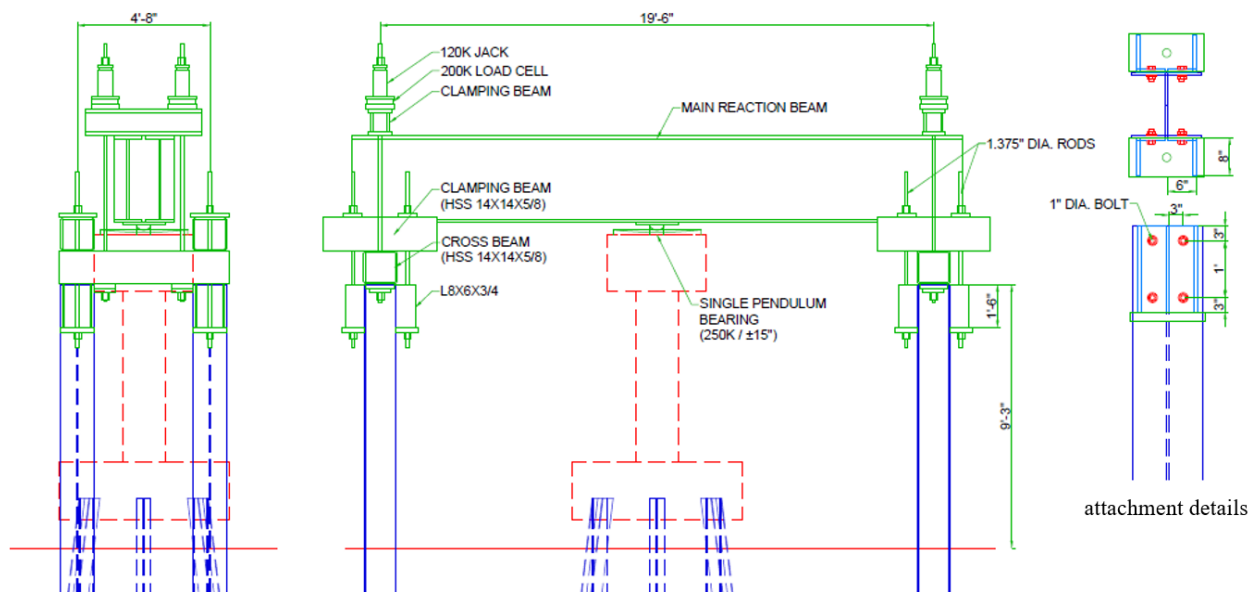 4'-8"
19'-6"
120K JACK
200K LOAD CELL
CLAMPING BEAM
MAIN REACTION BEAM
1.375" DIA. RODS
CLAMPING BEAM
(HSS 14X14X5/8)
CROSS BEAM
(HSS 14X14X5/8)
L8X6X3/4
SINGLE PENDULUM
BEARING
(250K / ±15")
1'-6"
9'-3"
8"
6"
1" DIA. BOLT
3"
3"
1'
3"
attachment details